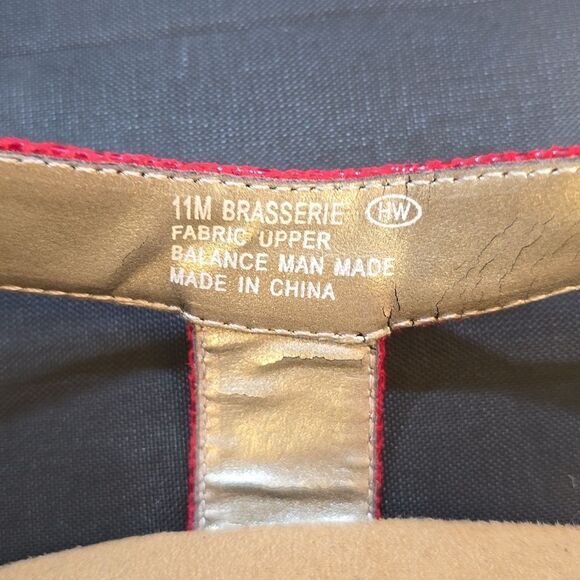 11M BRASSERIE HW
FABRIC UPPER
BALANCE MAN MADE
MADE IN CHINA